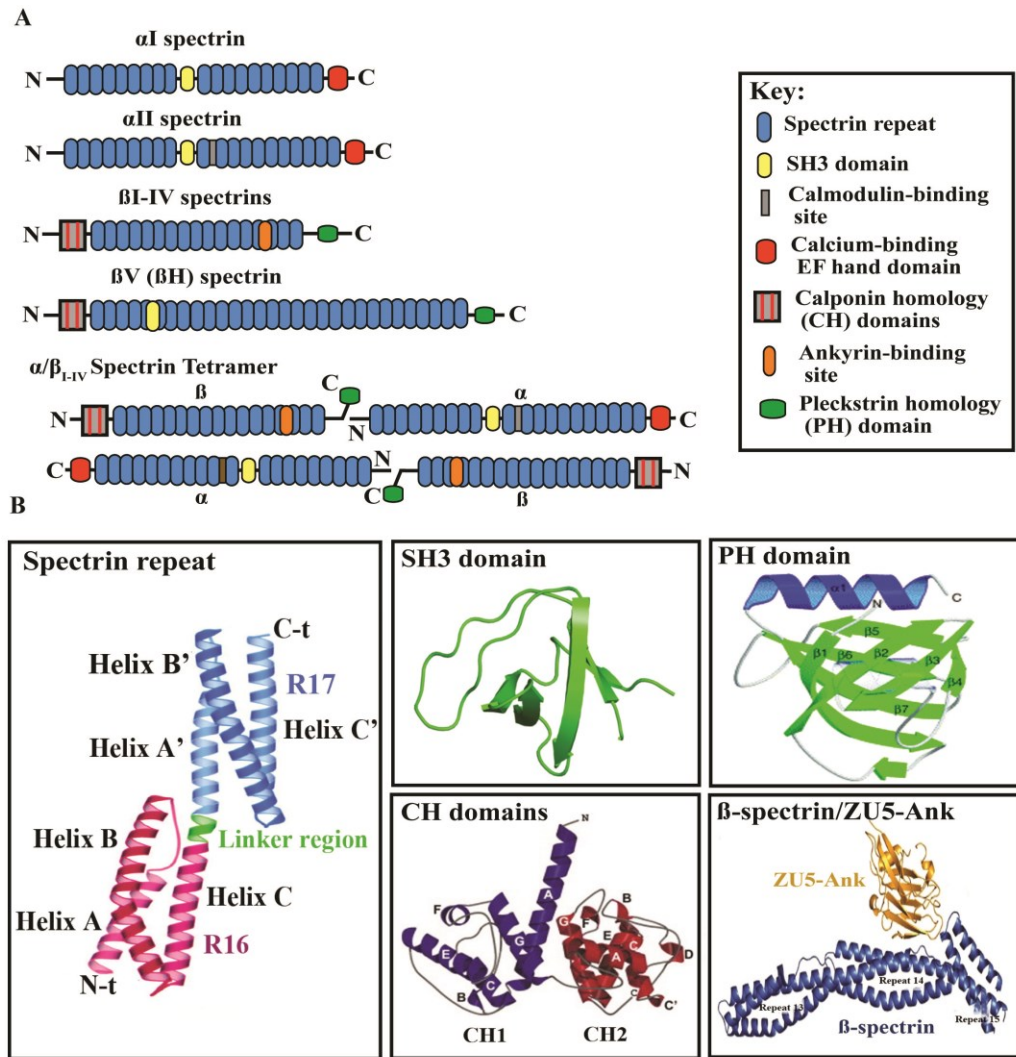 A
αI spectrin
N
C
αII spectrin
N
C
ßI-IV spectrins
N
C
ßV (ßH) spectrin
N
C
α/βI-IV Spectrin Tetramer
ß
C
α
N
N
C
C
N
N
α
C
ß
Key:
Spectrin repeat
SH3 domain
Calmodulin-binding
site
Calcium-binding
EF hand domain
Calponin homology
(CH) domains
Ankyrin-binding
site
Pleckstrin homology
(PH) domain
B
Spectrin repeat
C-t
Helix B’
R17
Helix A’
Helix C’
Helix B
Linker region
Helix C
Helix A
R16
N-t
SH3 domain
PH domain
α1
N
C
β5
β1
β6
β2
β3
β4
β7
CH domains
N
A
F
B
G
F
E
C
G
E
A
D
C
B
C
C'
CH1
CH2
ß-spectrin/ZU5-Ank
ZU5-Ank
Repeat 14
Repeat 13
Repeat 15
ß-spectrin